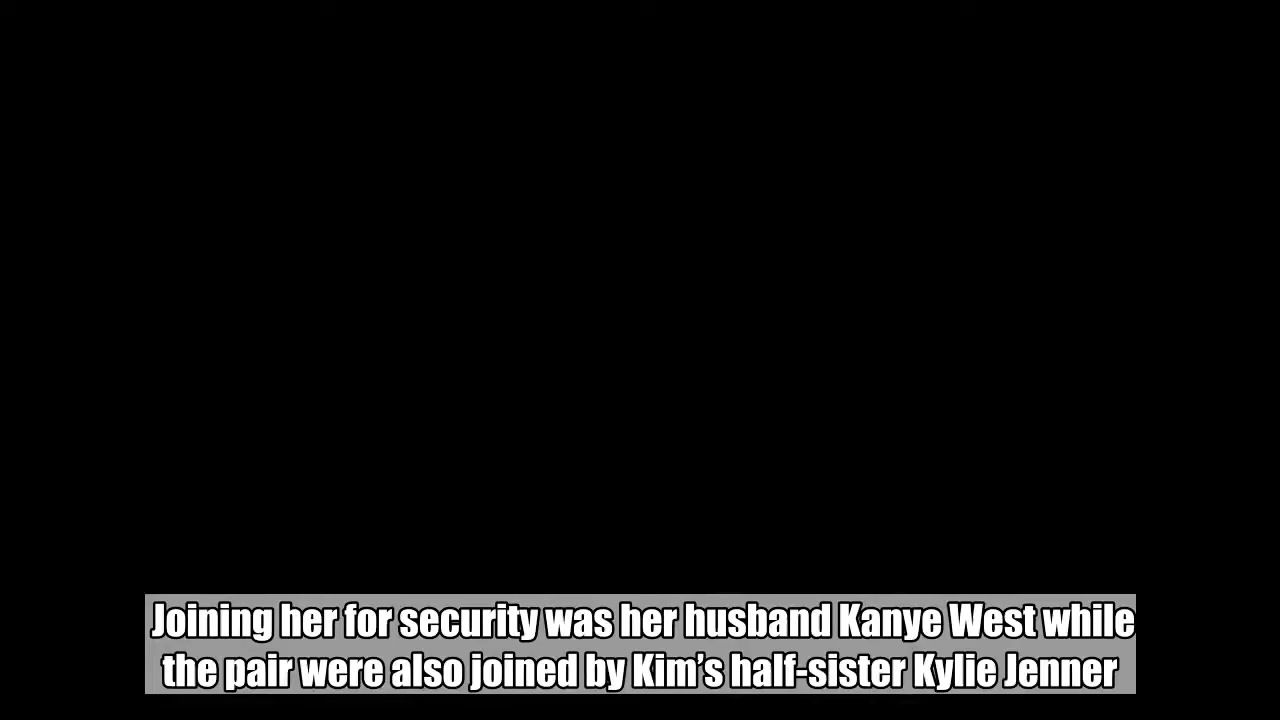 Joining her for security was her husband Kanye West while
the pair were also joined by Kim’s half-sister Kylie Jenner